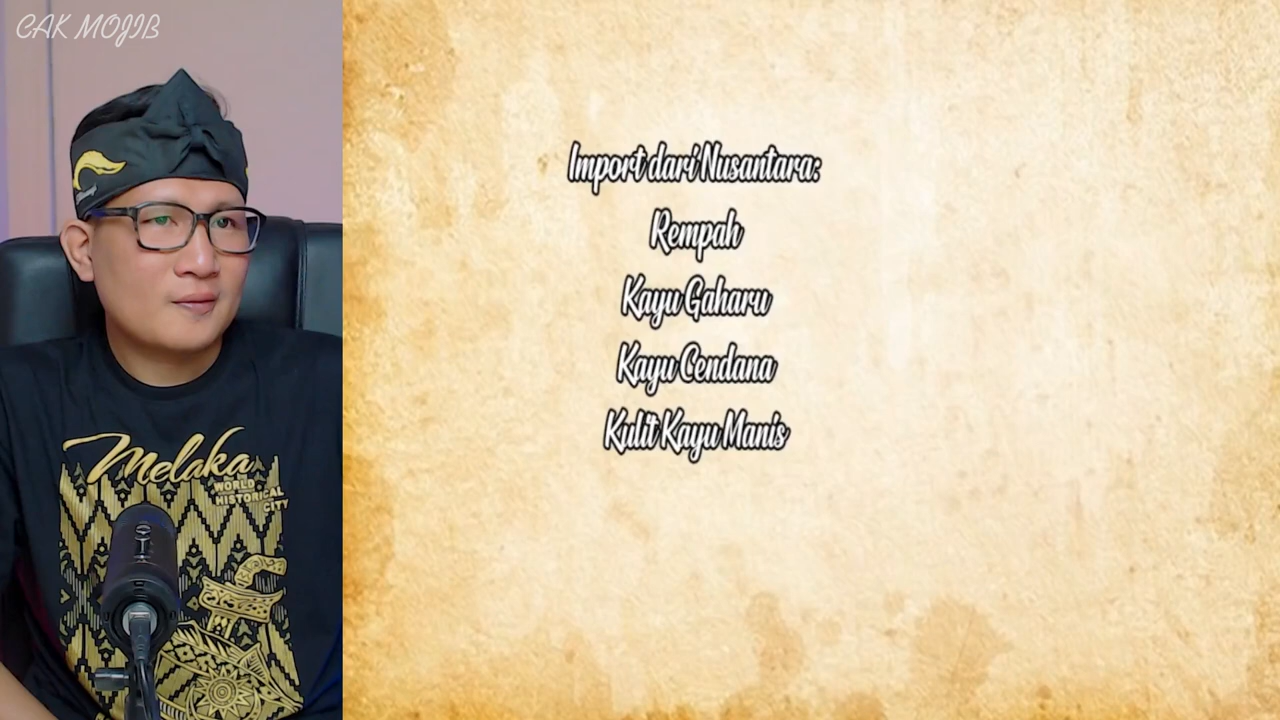 CAK MOJIB
Import dari Nusantara:
Rempah
Kayu Gaharu
Kayu Cendana
Kulit Kayu Manis
Melaka
WORLD
HISTORICAL
CITY